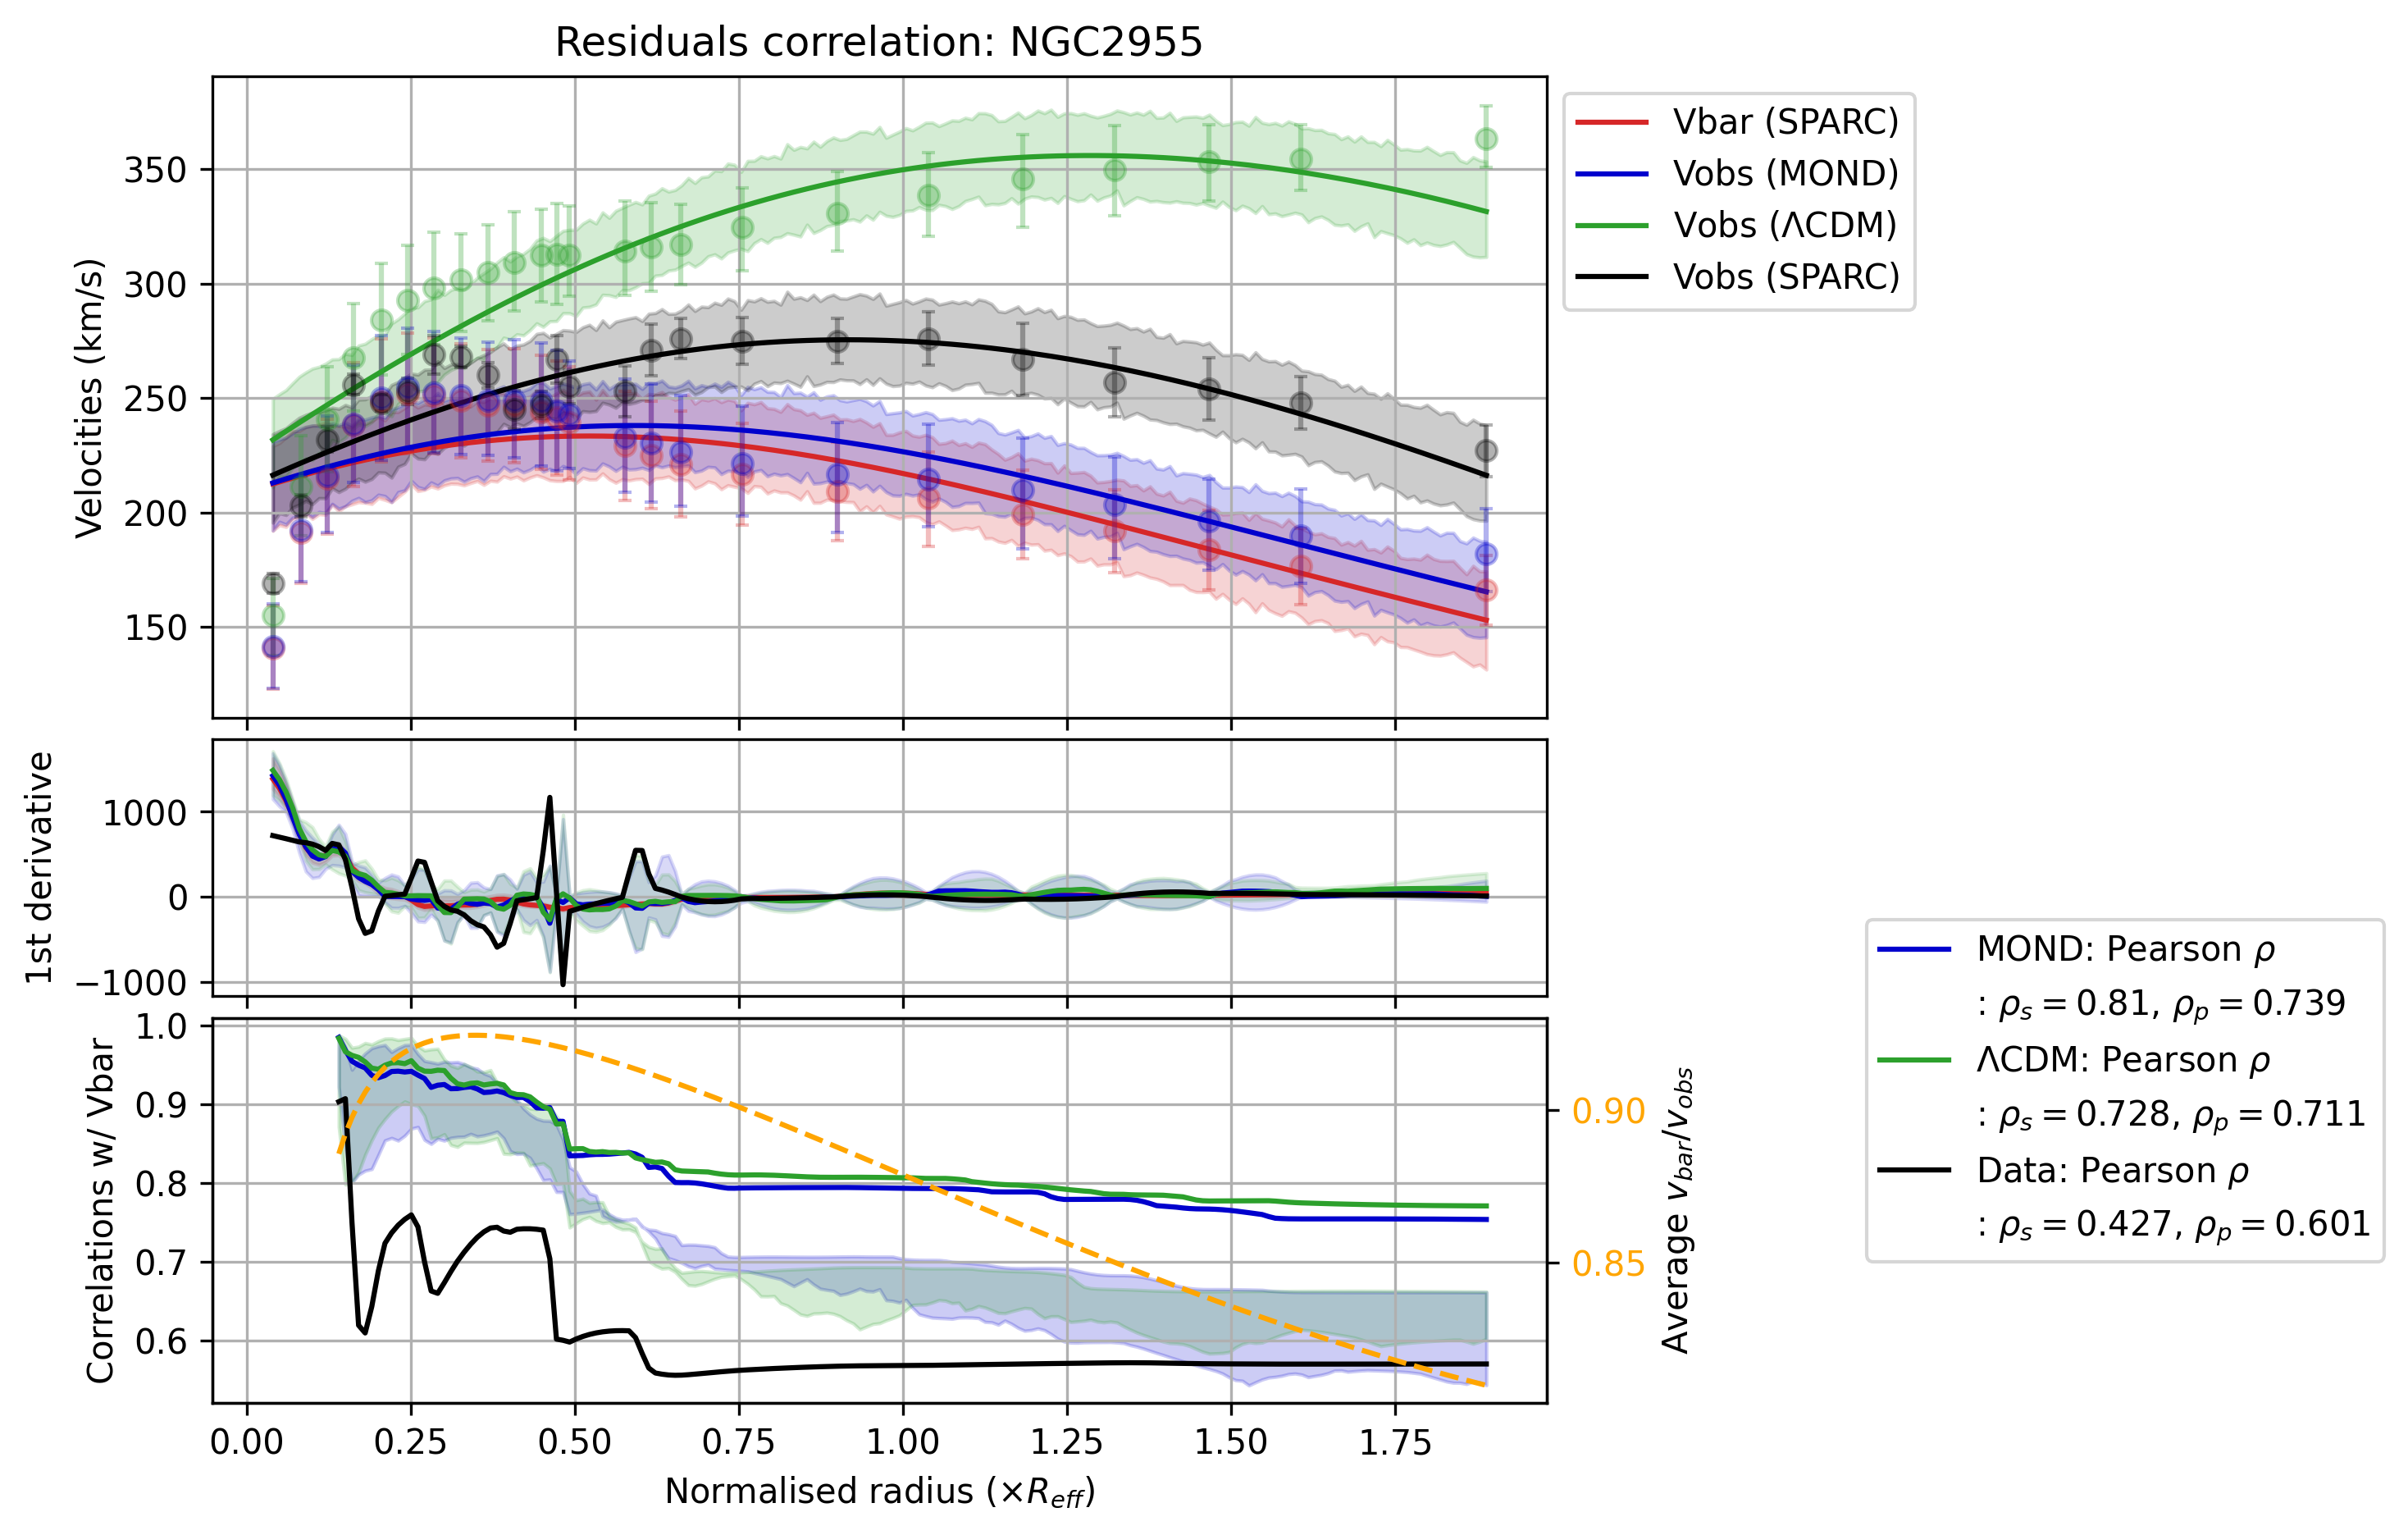 Residuals correlation: NGC2955
Velocities (km/s)
350
300
250
200
150
Vbar (SPARC)
Vobs (MOND)
Vobs (ΛCDM)
Vobs (SPARC)
1st derivative
1000
0
−1000
Correlations w/ Vbar
1.0
0.9
0.8
0.7
0.6
0.90
0.85
Average v_bar/v_obs
MOND: Pearson ρ
: ρ_s = 0.81, ρ_p = 0.739
ΛCDM: Pearson ρ
: ρ_s = 0.728, ρ_p = 0.711
Data: Pearson ρ
: ρ_s = 0.427, ρ_p = 0.601
0.00 0.25 0.50 0.75 1.00 1.25 1.50 1.75
Normalised radius (×R_eff)